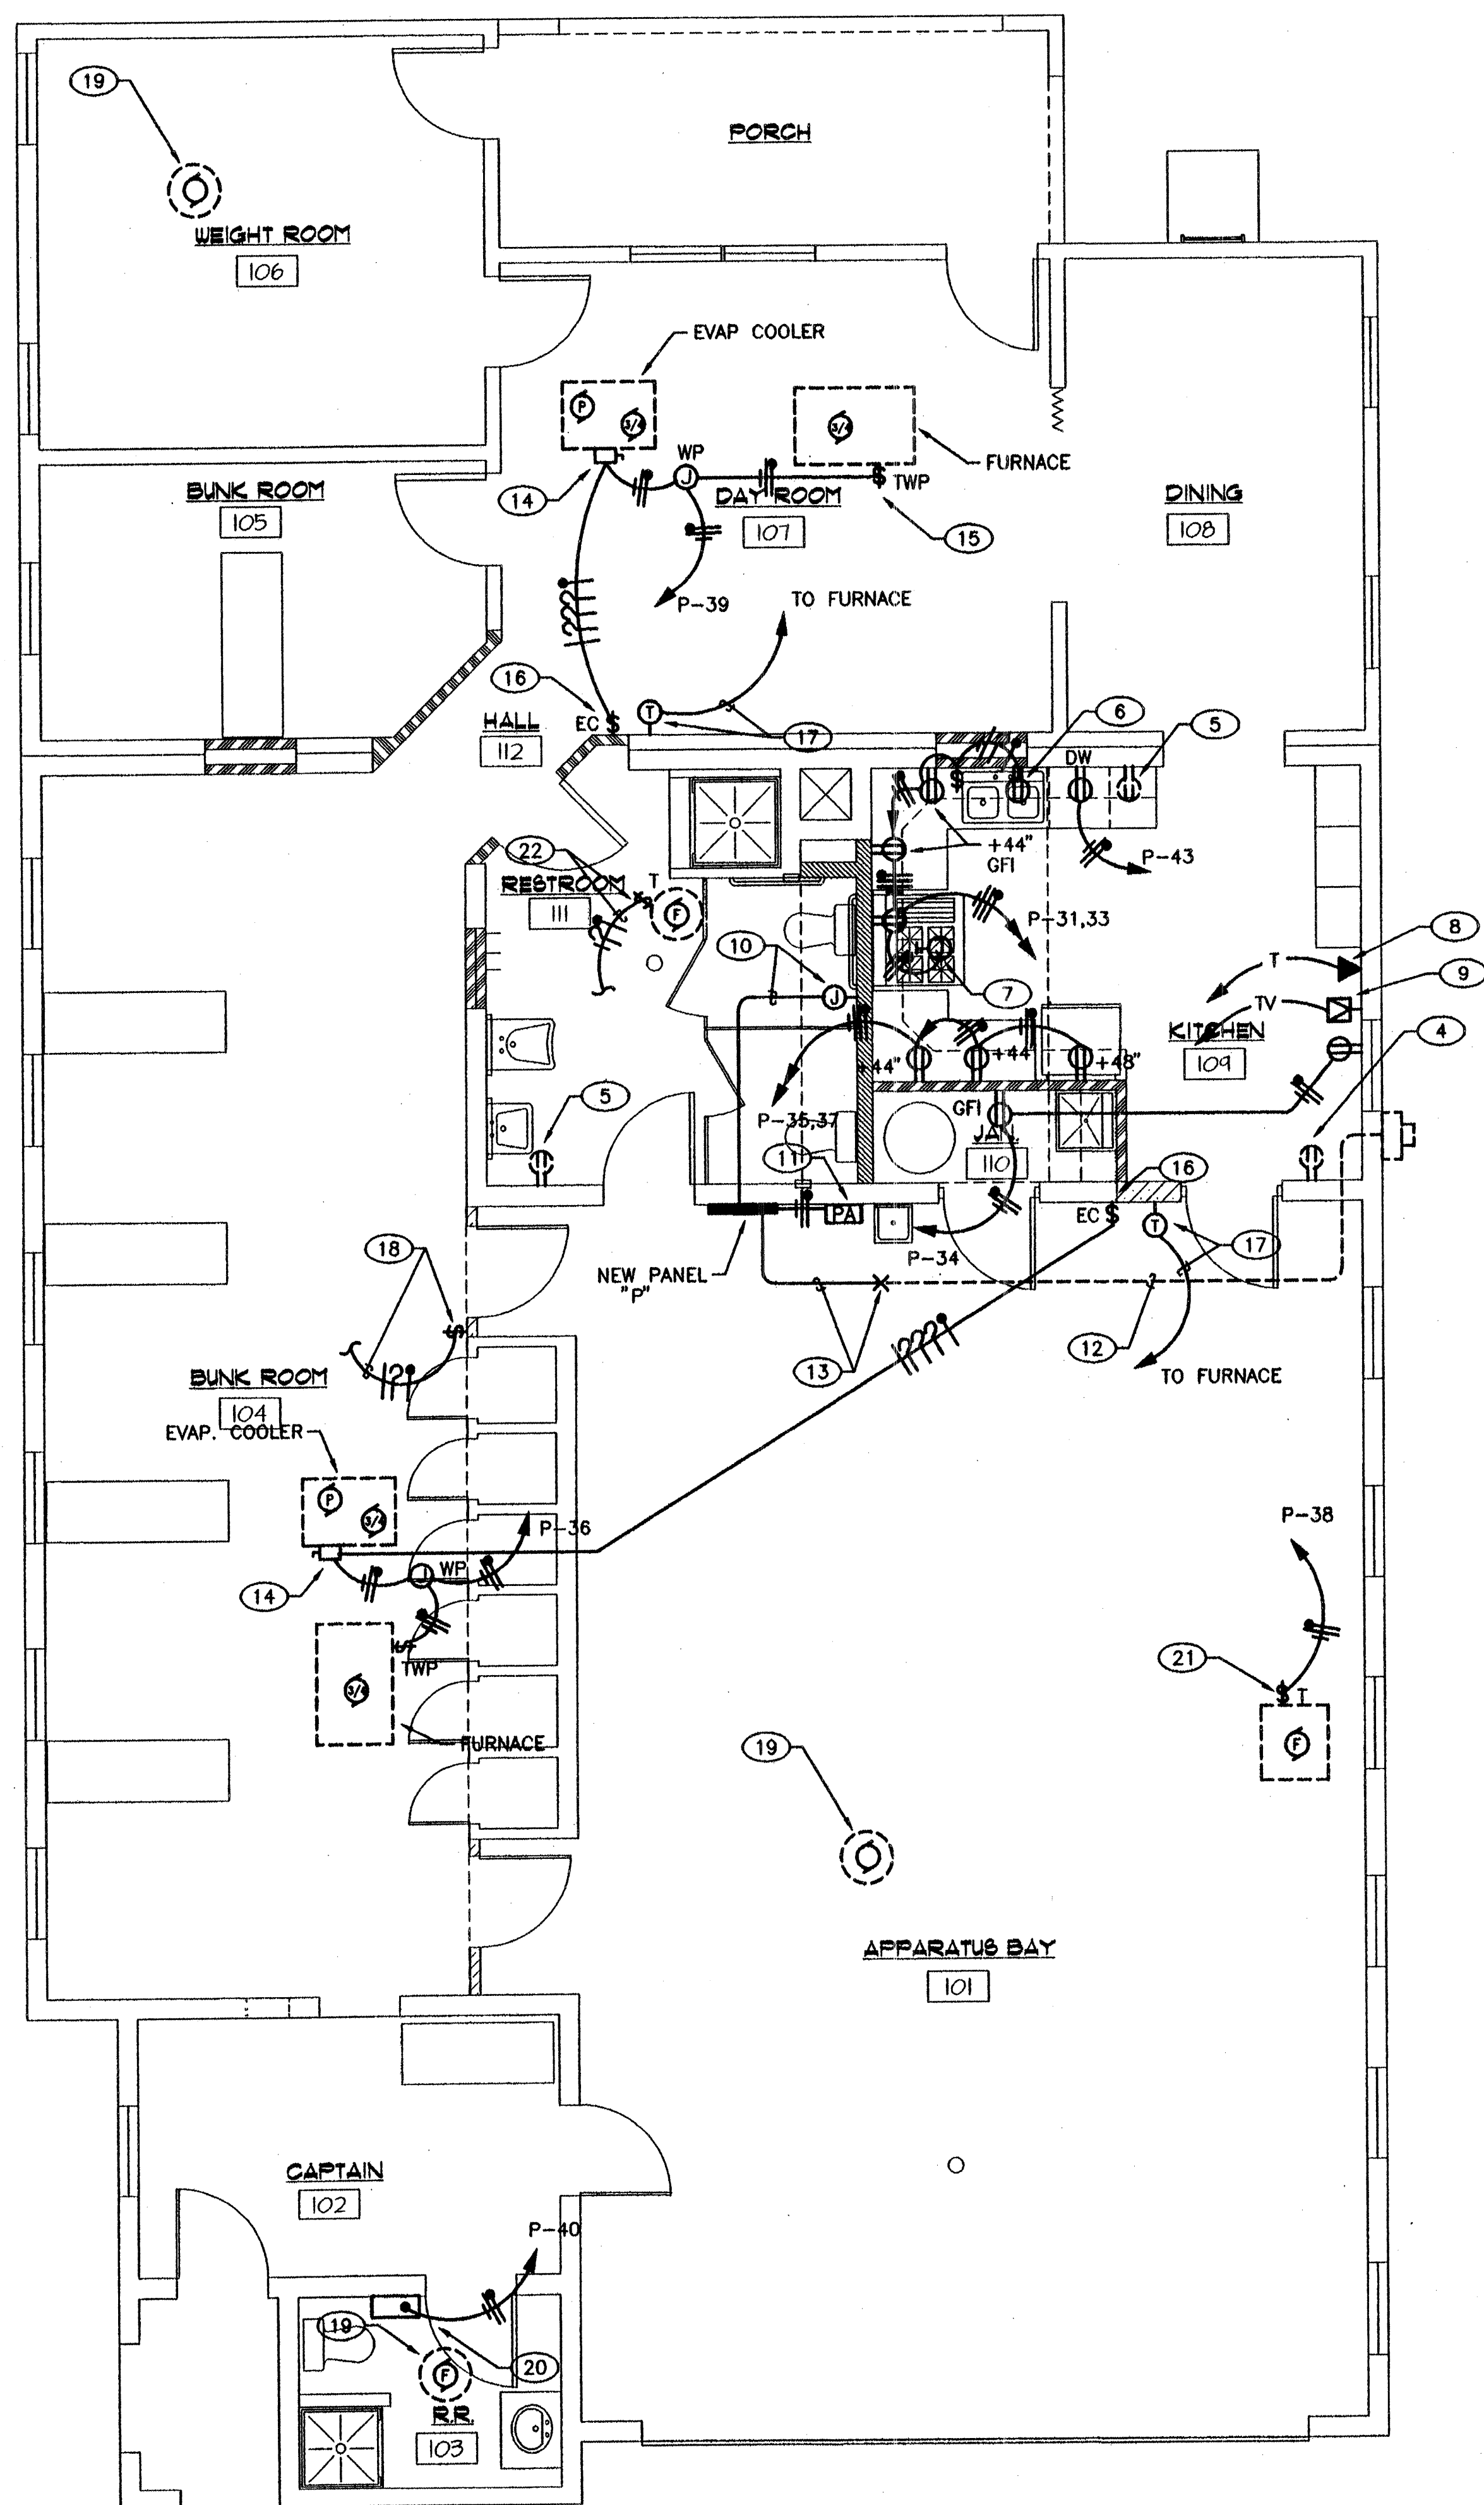 19
PORCH
WEIGHT ROOM
106
EVAP COOLER
P
3/4
3/4
WP
FURNACE
J
TWP
BUNK ROOM
105
14
DAY ROOM
107
15
DINING
108
P-39
TO FURNACE
16
HALL
112
EC $
T
17
6
5
DW
$
+44"
GFI
P-43
22
RESTROOM
111
T
F
P-31,33
10
J
7
T
8
TV
9
KITCHEN
109
4
+44"
+44"
+48"
5
P-35,37
GFI
JAN.
110
11
PA
16
EC $
T
17
P-34
NEW PANEL
"P"
18
$
13
12
TO FURNACE
BUNK ROOM
104
EVAP. COOLER
P
3/4
P-36
J
WP
14
$
TWP
3/4
FURNACE
P-38
21
$ T
F
19
APPARATUS BAY
101
CAPTAIN
102
P-40
19
20
F
R.R.
103